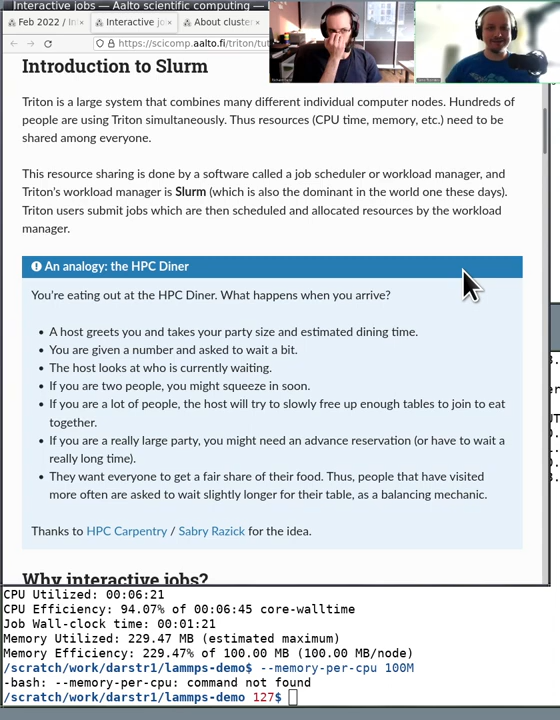 Interactive jobs — Aalto scientific comp
Feb 2022 / In
Interactive jo
About cluster
https://scicomp.aalto.fi/triton/tut
Introduction to Slurm
Triton is a large system that combines many different individual computer nodes. Hundreds of
people are using Triton simultaneously. Thus resources (CPU time, memory, etc.) need to be
shared among everyone.
This resource sharing is done by a software called a job scheduler or workload manager, and
Triton's workload manager is Slurm (which is also the dominant in the world one these days).
Triton users submit jobs which are then scheduled and allocated resources by the workload
manager.
An analogy: the HPC Diner
You're eating out at the HPC Diner. What happens when you arrive?
• A host greets you and takes your party size and estimated dining time.
• You are given a number and asked to wait a bit.
• The host looks at who is currently waiting.
• If you are two people, you might squeeze in soon.
• If you are a lot of people, the host will try to slowly free up enough tables to join to eat
together.
• If you are a really large party, you might need an advance reservation (or have to wait a
really long time).
• They want everyone to get a fair share of their food. Thus, people that have visited
more often are asked to wait slightly longer for their table, as a balancing mechanic.
Thanks to HPC Carpentry / Sabry Razick for the idea.
Why interactive jobs?
CPU Utilized: 00:06:21
CPU Efficiency: 94.07% of 00:06:45 core-walltime
Job Wall-clock time: 00:01:21
Memory Utilized: 229.47 MB (estimated maximum)
Memory Efficiency: 229.47% of 100.00 MB (100.00 MB/node)
/scratch/work/darstr1/lammps-demo$ --memory-per-cpu 100M
-bash: --memory-per-cpu: command not found
/scratch/work/darstr1/lammps-demo 127$